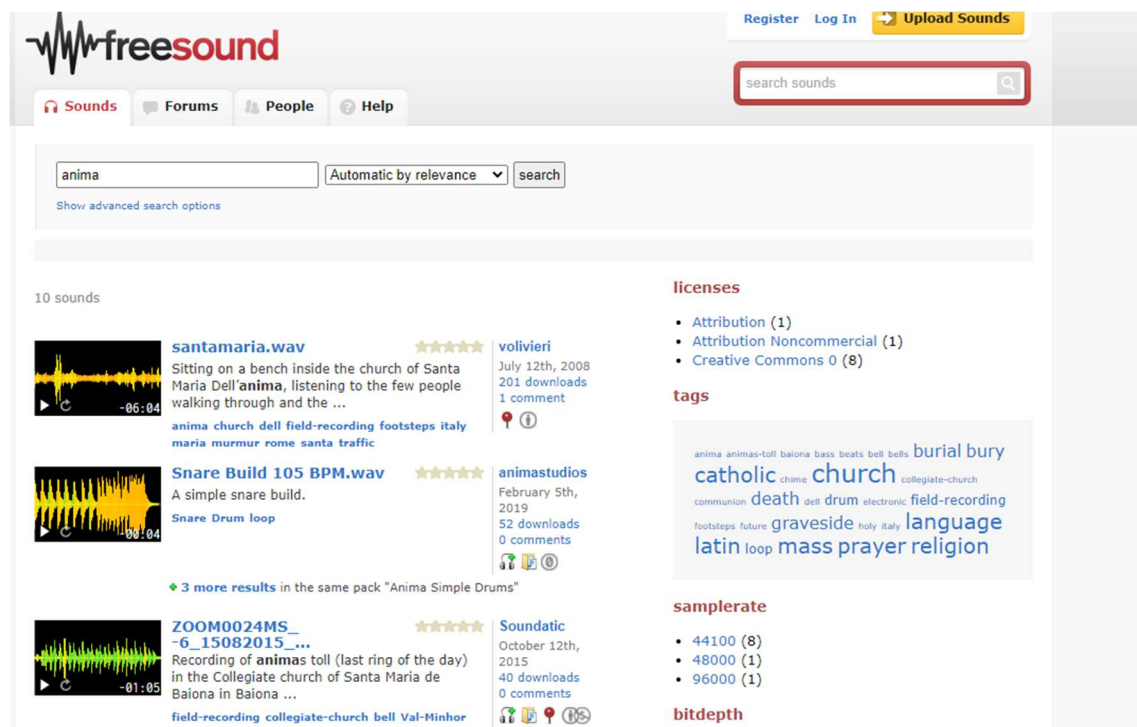 Register Log In Upload Sounds
freesound
search sounds
Sounds Forums People Help
anima Automatic by relevance search
Show advanced search options
10 sounds
santamaria.wav
Sitting on a bench inside the church of Santa
Maria Dell'anima, listening to the few people
walking through and the ...
anima church dell field-recording footsteps italy
maria murmur rome santa traffic
-06:04
volivieri
July 12th, 2008
201 downloads
1 comment
Snare Build 105 BPM.wav
A simple snare build.
Snare Drum loop
-00:04
animastudios
February 5th,
2019
52 downloads
0 comments
3 more results in the same pack "Anima Simple Drums"
ZOOM0024MS_
-6_15082015_...
Recording of animas toll (last ring of the day)
in the Collegiate church of Santa Maria de
Baiona in Baiona ...
field-recording collegiate-church bell Val-Minhor
-01:05
Soundatic
October 12th,
2015
40 downloads
0 comments
licenses
Attribution (1)
Attribution Noncommercial (1)
Creative Commons 0 (8)
tags
anima animas-toll baiona bass beats bell bells burial bury
catholic chime church collegiate-church
communion death dell drum electronic field-recording
footsteps future graveside holy italy language
latin loop mass prayer religion
samplerate
44100 (8)
48000 (1)
96000 (1)
bitdepth